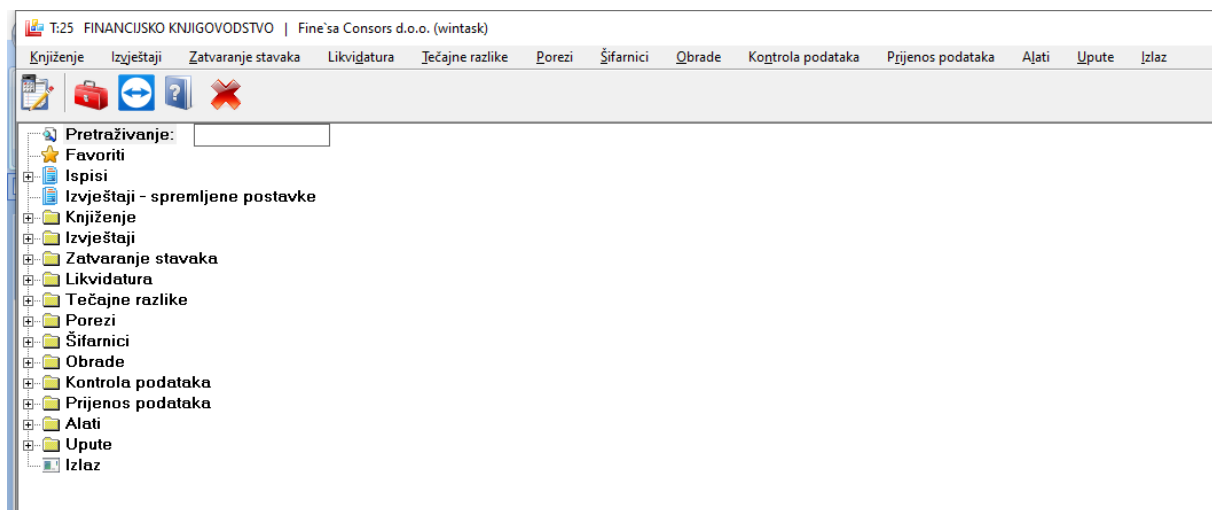 T:25 FINANCIJSKO KNJIGOVODSTVO | Fine`sa Consors d.o.o. (wintask)
Knjiženje Izvještaji Zatvaranje stavaka Likvidatura Tečajne razlike Porezi Šifarnici Obrade Kontrola podataka Prijenos podataka Alati Upute Izlaz
Pretraživanje:
Favoriti
Ispisi
Izvještaji - spremljene postavke
Knjiženje
Izvještaji
Zatvaranje stavaka
Likvidatura
Tečajne razlike
Porezi
Šifarnici
Obrade
Kontrola podataka
Prijenos podataka
Alati
Upute
Izlaz